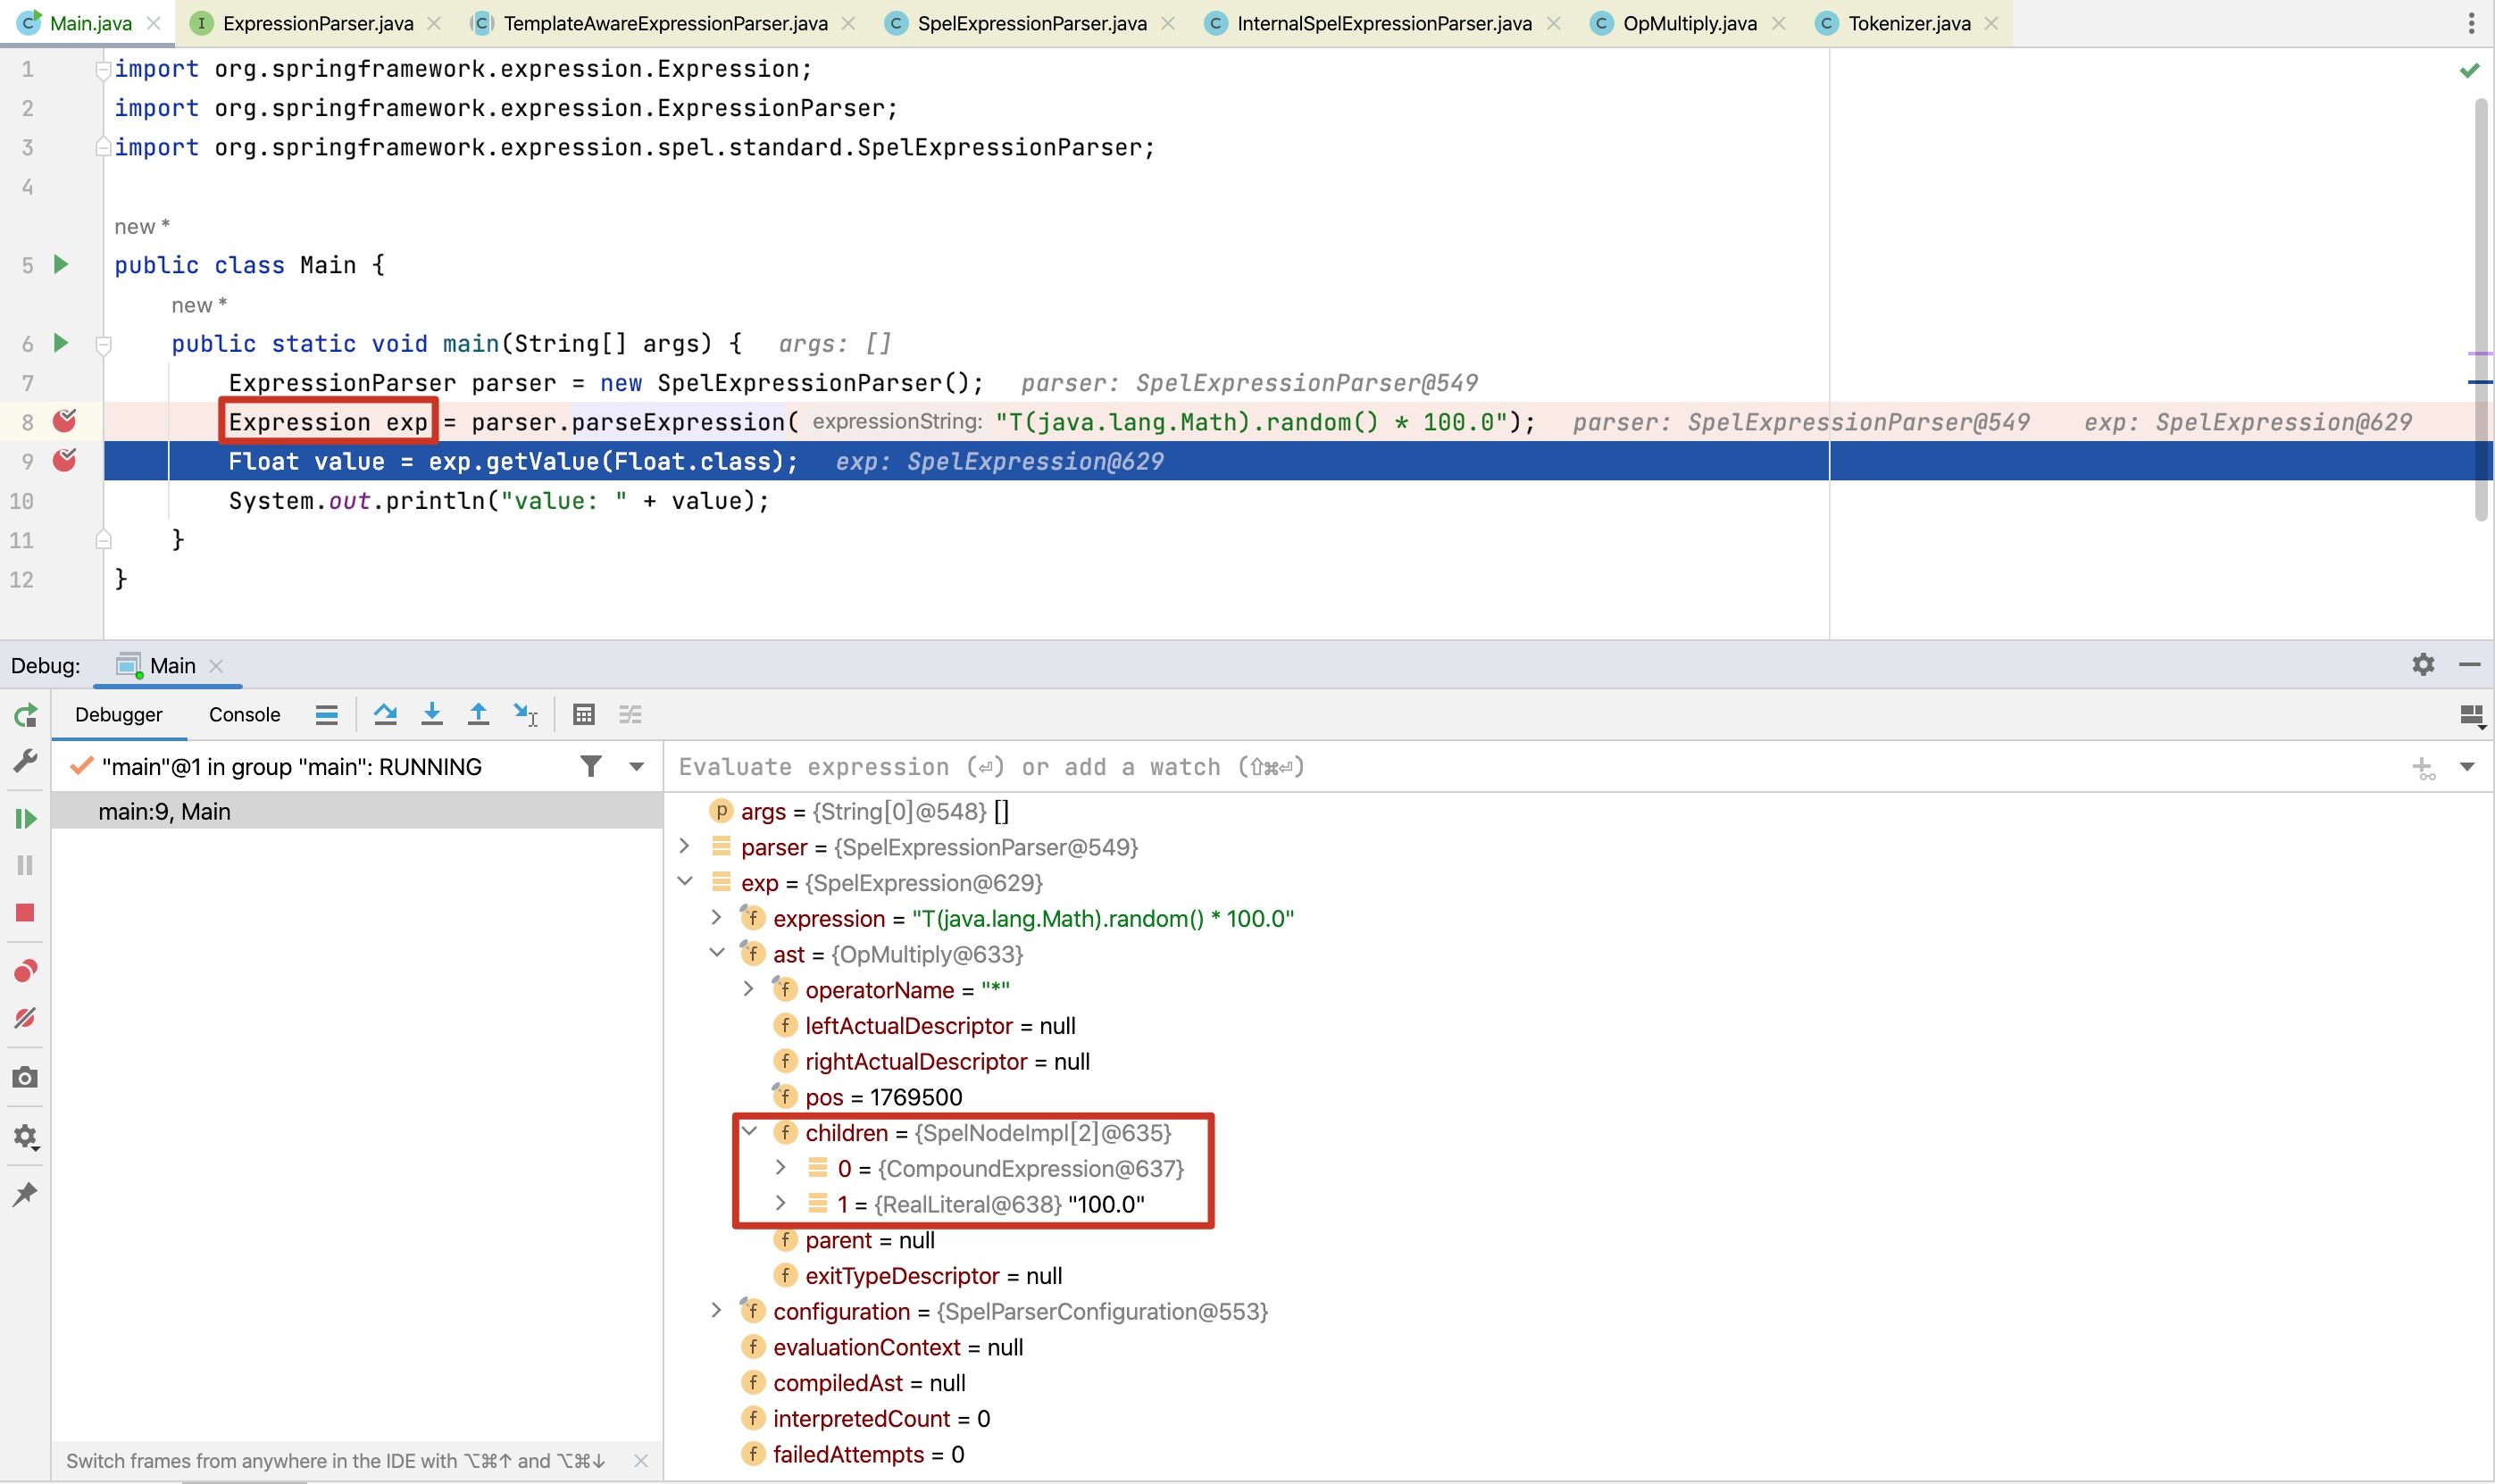 Main.java ExpressionParser.java TemplateAwareExpressionParser.java SpelExpressionParser.java InternalSpelExpressionParser.java OpMultiply.java Tokenizer.java
1 import org.springframework.expression.Expression;
2 import org.springframework.expression.ExpressionParser;
3 import org.springframework.expression.spel.standard.SpelExpressionParser;
4
new *
5 public class Main {
new *
6 public static void main(String[] args) { args: []
7 ExpressionParser parser = new SpelExpressionParser(); parser: SpelExpressionParser@549
8 Expression exp = parser.parseExpression( expressionString: "T(java.lang.Math).random() * 100.0"); parser: SpelExpressionParser@549 exp: SpelExpression@629
9 Float value = exp.getValue(Float.class); exp: SpelExpression@629
10 System.out.println("value: " + value);
11 }
12 }
Debug: Main
Debugger Console
"main"@1 in group "main": RUNNING
Evaluate expression (⏎) or add a watch (⇧⌘⏎)
main:9, Main
args = {String[0]@548} []
parser = {SpelExpressionParser@549}
exp = {SpelExpression@629}
expression = "T(java.lang.Math).random() * 100.0"
ast = {OpMultiply@633}
operatorName = "*"
leftActualDescriptor = null
rightActualDescriptor = null
pos = 1769500
children = {SpelNodeImpl[2]@635}
0 = {CompoundExpression@637}
1 = {RealLiteral@638} "100.0"
parent = null
exitTypeDescriptor = null
configuration = {SpelParserConfiguration@553}
evaluationContext = null
compiledAst = null
interpretedCount = 0
failedAttempts = 0
Switch frames from anywhere in the IDE with ⌥⌘↑ and ⌥⌘↓